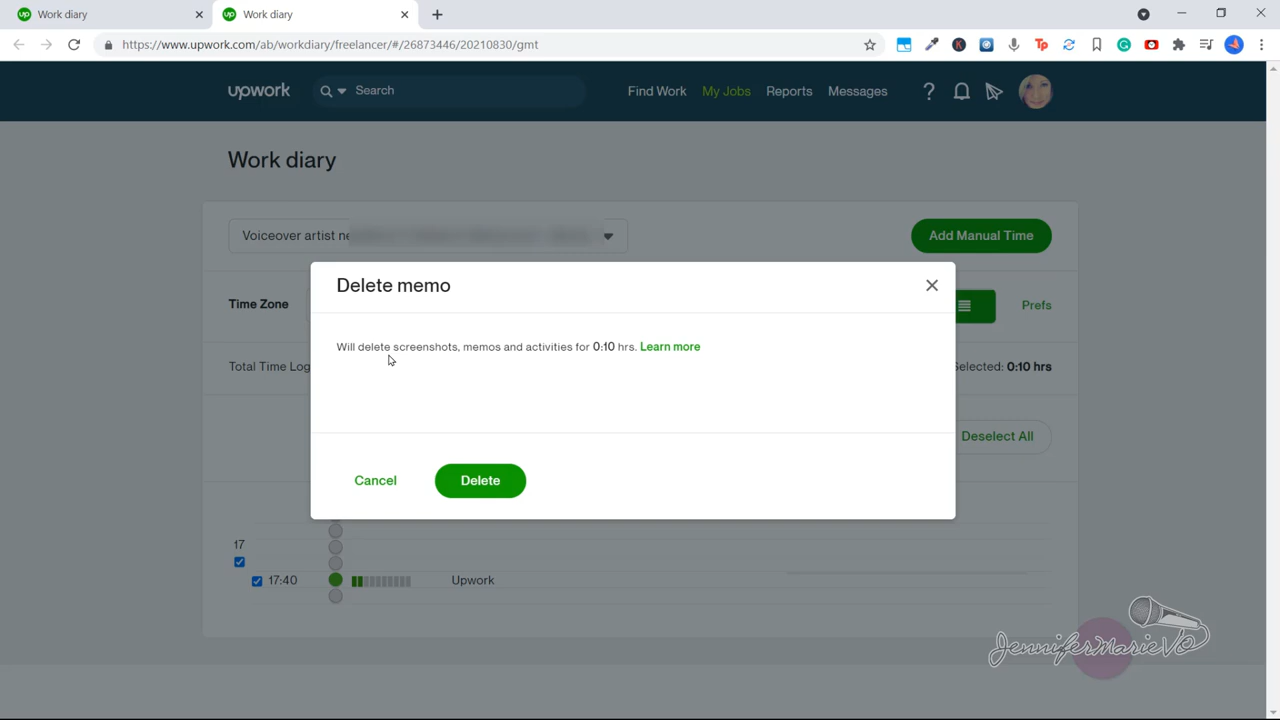 Work diary
Work diary
https://www.upwork.com/ab/workdiary/freelancer/#/26873446/20210830/gmt
upwork
Search
Find Work
My Jobs
Reports
Messages
Work diary
Voiceover artist
Add Manual Time
Time Zone
Prefs
Delete memo
Will delete screenshots, memos and activities for 0:10 hrs. Learn more
Total Time Log
Selected: 0:10 hrs
Deselect All
Cancel
Delete
17
17:40
Upwork
JenniferMarieVO